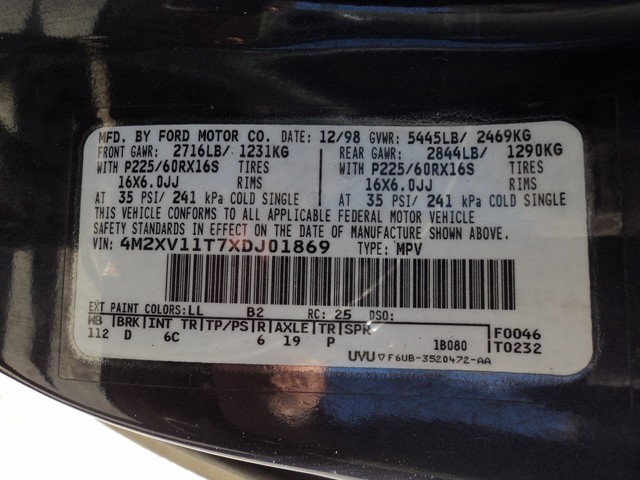 MFD. BY FORD MOTOR CO. DATE: 12/98 GVWR: 5445LB/ 2469KG
FRONT GAWR: 2716LB/ 1231KG REAR GAWR: 2844LB/ 1290KG
WITH P225/60RX16S TIRES WITH P225/60RX16S TIRES
16X6.0JJ RIMS 16X6.0JJ RIMS
AT 35 PSI/ 241 kPa COLD SINGLE AT 35 PSI/ 241 kPa COLD SINGLE
THIS VEHICLE CONFORMS TO ALL APPLICABLE FEDERAL MOTOR VEHICLE
SAFETY STANDARDS IN EFFECT ON THE DATE OF MANUFACTURE SHOWN ABOVE.
VIN: 4M2XV11T7XDJ01869 TYPE: MPV
EXT PAINT COLORS: LL B2 RC: 25 DSO:
WB BRK INT TR TP/PS R AXLE TR SPR F0046
112 D 6C 6 19 P 1B080 T0232
UVU ▽ F6UB-3520472-AA